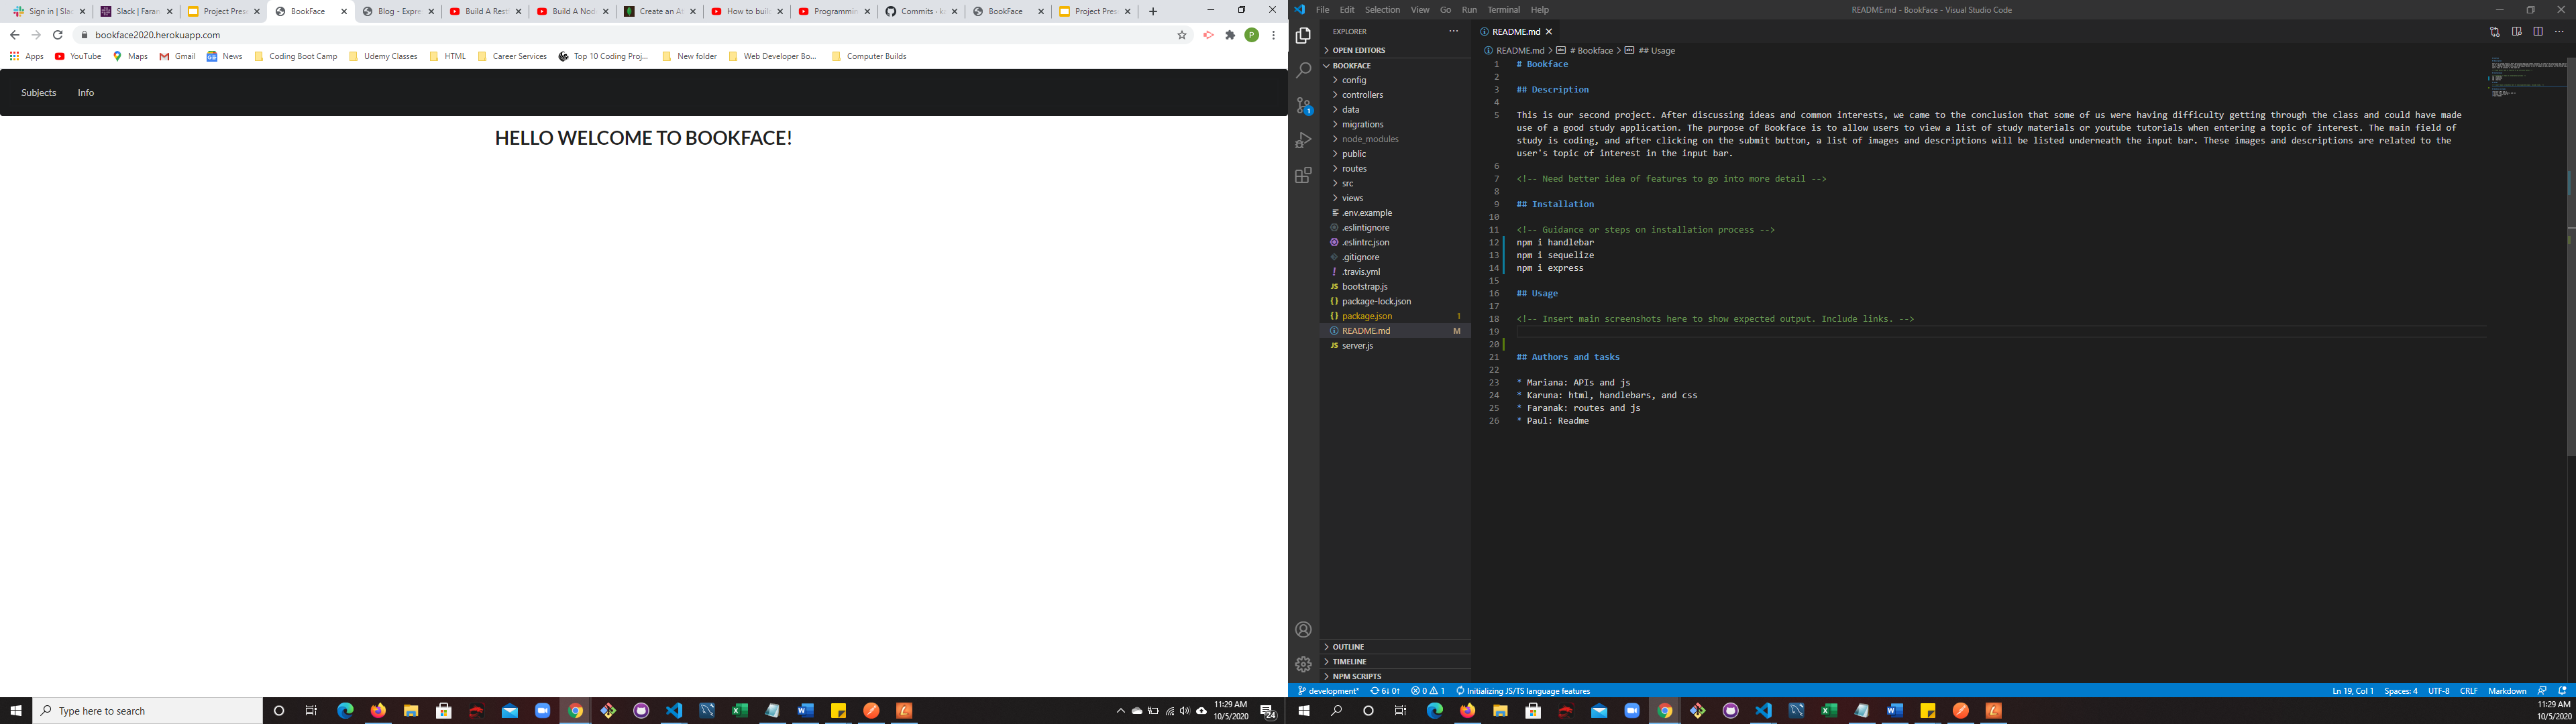 Sign in | Slac
Slack | Faran
Project Prese
BookFace
Blog - Expre
Build A Restf
Build A Node
Create an AP
How to build
Programmin
Commits - ka
BookFace
Project Prese
bookface2020.herokuapp.com
P
Apps
YouTube
Maps
Gmail
News
Coding Boot Camp
Udemy Classes
HTML
Career Services
Top 10 Coding Proj...
New folder
Web Developer Bo...
Computer Builds
Subjects
Info
HELLO WELCOME TO BOOKFACE!
Type here to search
11:29 AM
10/5/2020
24
File Edit Selection View Go Run Terminal Help
README.md - BookFace - Visual Studio Code
EXPLORER
OPEN EDITORS
BOOKFACE
config
controllers
data
migrations
node_modules
public
routes
src
views
.env.example
.eslintignore
.eslintrc.json
.gitignore
.travis.yml
bootstrap.js
package-lock.json
package.json 1
README.md M
server.js
OUTLINE
TIMELINE
NPM SCRIPTS
1
README.md
README.md > # Bookface > ## Usage
1 # Bookface
2
3 ## Description
4
5 This is our second project. After discussing ideas and common interests, we came to the conclusion that some of us were having difficulty getting through the class and could have made
use of a good study application. The purpose of Bookface is to allow users to view a list of study materials or youtube tutorials when entering a topic of interest. The main field of
study is coding, and after clicking on the submit button, a list of images and descriptions will be listed underneath the input bar. These images and descriptions are related to the
user's topic of interest in the input bar.
6
7 <!-- Need better idea of features to go into more detail -->
8
9 ## Installation
10
11 <!-- Guidance or steps on installation process -->
12 npm i handlebar
13 npm i sequelize
14 npm i express
15
16 ## Usage
17
18 <!-- Insert main screenshots here to show expected output. Include links. -->
19
20
21 ## Authors and tasks
22
23 * Mariana: APIs and js
24 * Karuna: html, handlebars, and css
25 * Faranak: routes and js
26 * Paul: Readme
development*
6↓ 0↑
0
1
Initializing JS/TS language features
Ln 19, Col 1
Spaces: 4
UTF-8
CRLF
Markdown
11:29 AM
10/5/2020